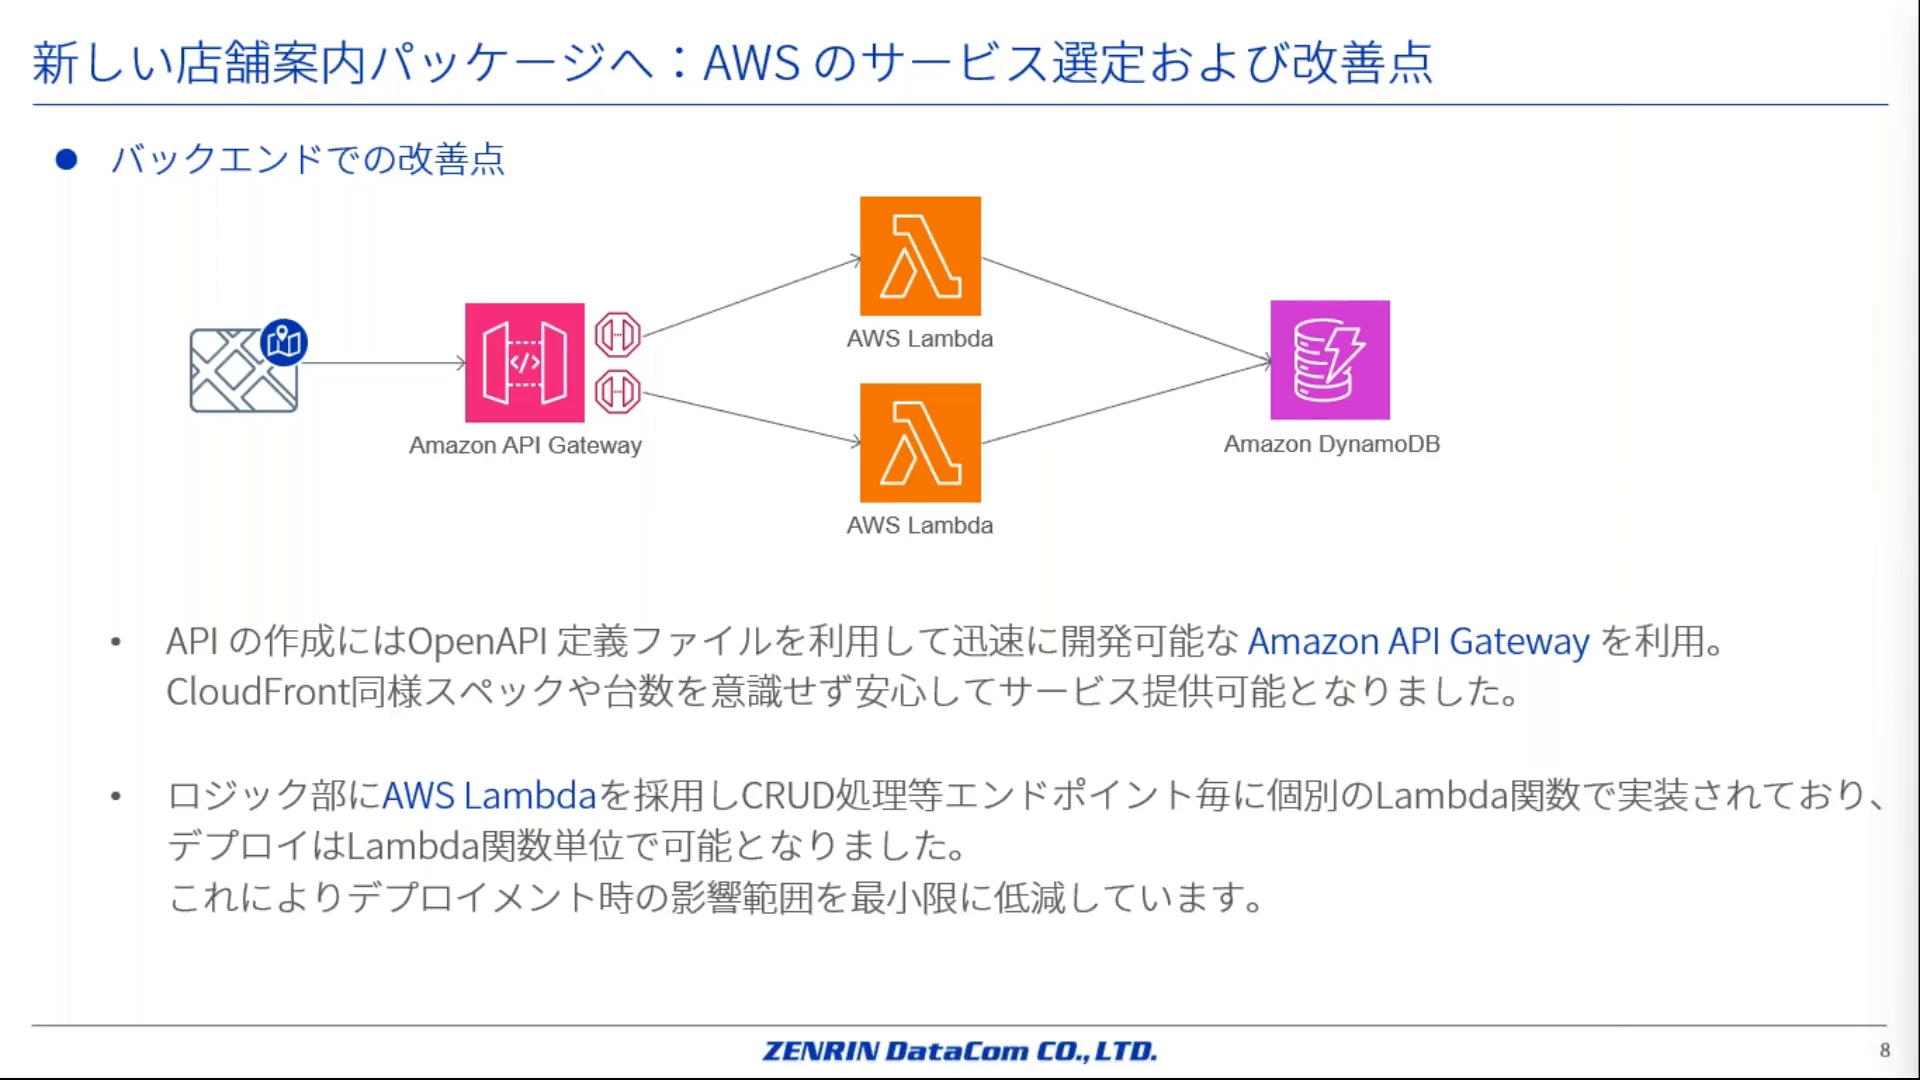 新しい店舗案内パッケージへ：AWS のサービス選定および改善点
● バックエンドでの改善点
AWS Lambda
Amazon API Gateway
Amazon DynamoDB
AWS Lambda
• API の作成にはOpenAPI 定義ファイルを利用して迅速に開発可能な Amazon API Gateway を利用。
CloudFront同様スペックや台数を意識せず安心してサービス提供可能となりました。
• ロジック部にAWS Lambdaを採用しCRUD処理等エンドポイント毎に個別のLambda関数で実装されており、
デプロイはLambda関数単位で可能となりました。
これによりデプロイメント時の影響範囲を最小限に低減しています。
ZENRIN DataCom CO., LTD.
8